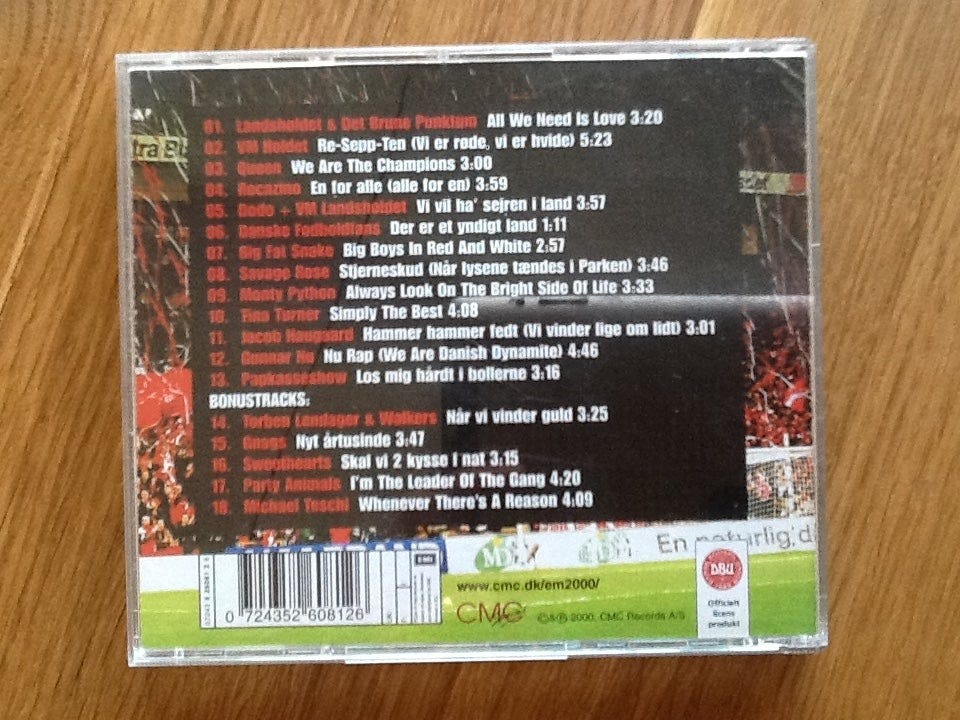 tra Bi
01. Landsholdet & Det Brune Punktum All We Need Is Love 3:20
02. VM Holdet Re-Sepp-Ten (Vi er røde, vi er hvide) 5:23
03. Queen We Are The Champions 3:00
04. Rocazino En for alle (alle for en) 3:59
05. Dodo + VM Landsholdet Vi vil ha' sejren i land 3:57
06. Danske Fodboldfans Der er et yndigt land 1:11
07. Big Fat Snake Big Boys In Red And White 2:57
08. Savage Rose Stjerneskud (Når lysene tændes i Parken) 3:46
09. Monty Python Always Look On The Bright Side Of Life 3:33
10. Tina Turner Simply The Best 4:08
11. Jacob Haugaard Hammer hammer fedt (Vi vinder lige om lidt) 3:01
12. Gunnar Nu Nu Rap (We Are Danish Dynamite) 4:46
13. Papkasseshow Los mig hårdt i bollerne 3:16
BONUSTRACKS:
14. Torben Lendager & Walkers Når vi vinder guld 3:25
15. Gnags Nyt årtusinde 3:47
16. Sweethearts Skal vi 2 kysse i nat 3:15
17. Party Animals I'm The Leader Of The Gang 4:20
18. Michael Teschl Whenever There's A Reason 4:09
En naturlig d
0 724352 608126
www.cmc.dk/em2000/
CMC
©&℗ 2000, CMC Records A/S
DBU
Officielt
licens
produkt